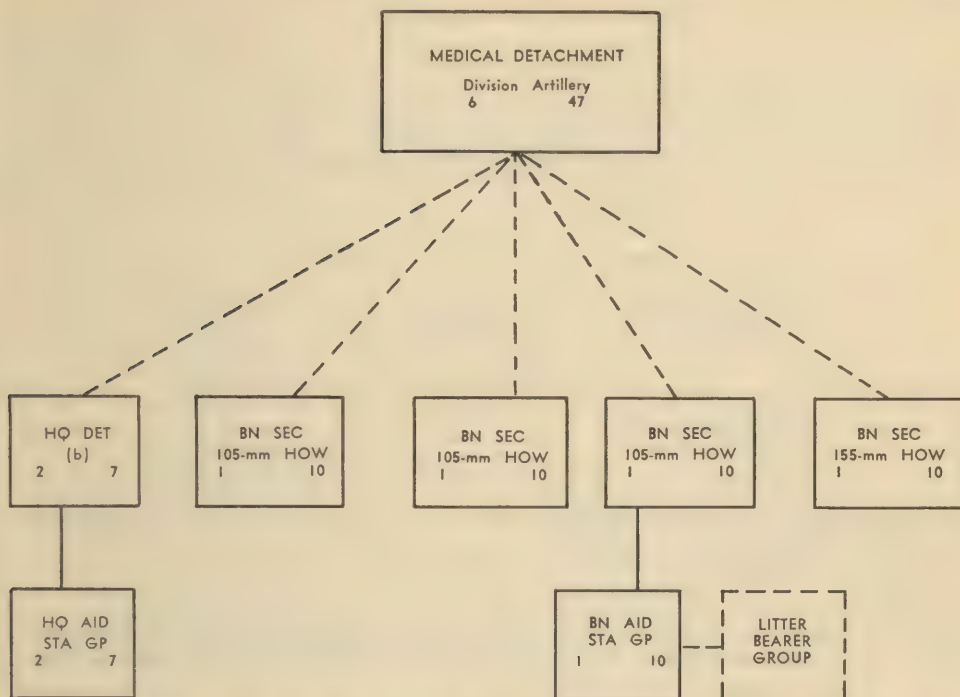 MEDICAL DETACHMENT
Division Artillery
6 47
HQ DET
(b)
2 7
BN SEC
105-mm HOW
1 10
BN SEC
105-mm HOW
1 10
BN SEC
105-mm HOW
1 10
BN SEC
155-mm HOW
1 10
HQ AID
STA GP
2 7
BN AID
STA GP
1 10
LITTER
BEARER
GROUP